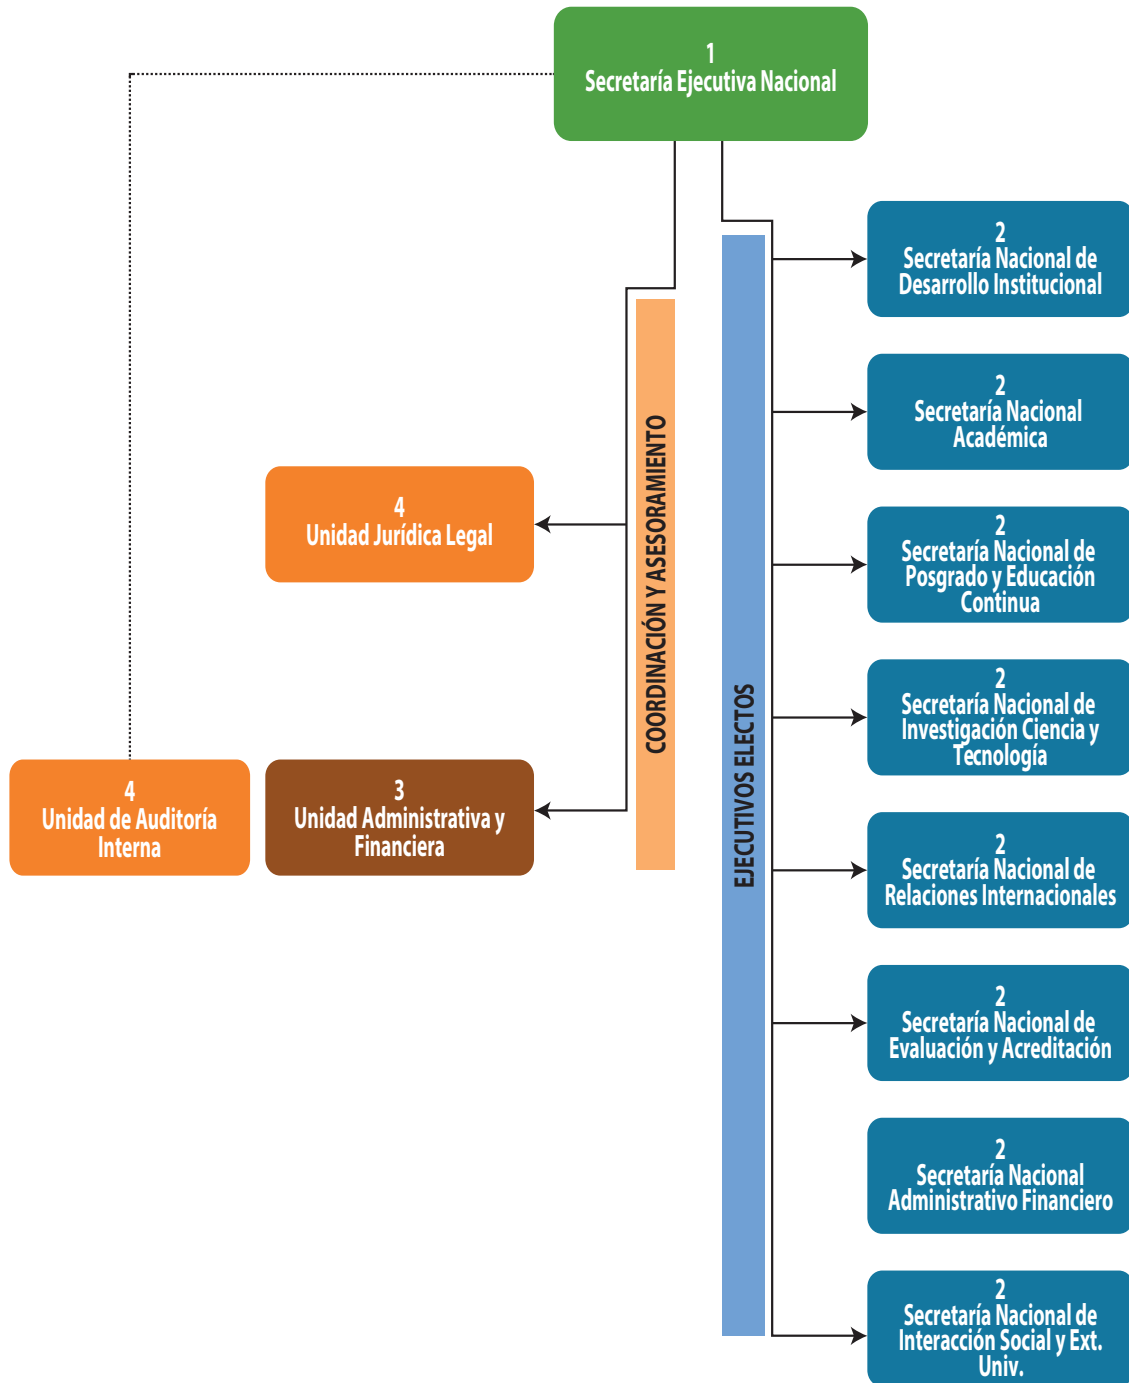 1
Secretaría Ejecutiva Nacional
2
Secretaría Nacional de
Desarrollo Institucional
2
Secretaría Nacional
Académica
COORDINACIÓN Y ASESORAMIENTO
4
Unidad Jurídica Legal
2
Secretaría Nacional de
Posgrado y Educación
Continua
EJECUTIVOS ELECTOS
2
Secretaría Nacional de
Investigación Ciencia y
Tecnología
4
Unidad de Auditoría
Interna
3
Unidad Administrativa y
Financiera
2
Secretaría Nacional de
Relaciones Internacionales
2
Secretaría Nacional de
Evaluación y Acreditación
2
Secretaría Nacional
Administrativo Financiero
2
Secretaría Nacional de
Interacción Social y Ext.
Univ.